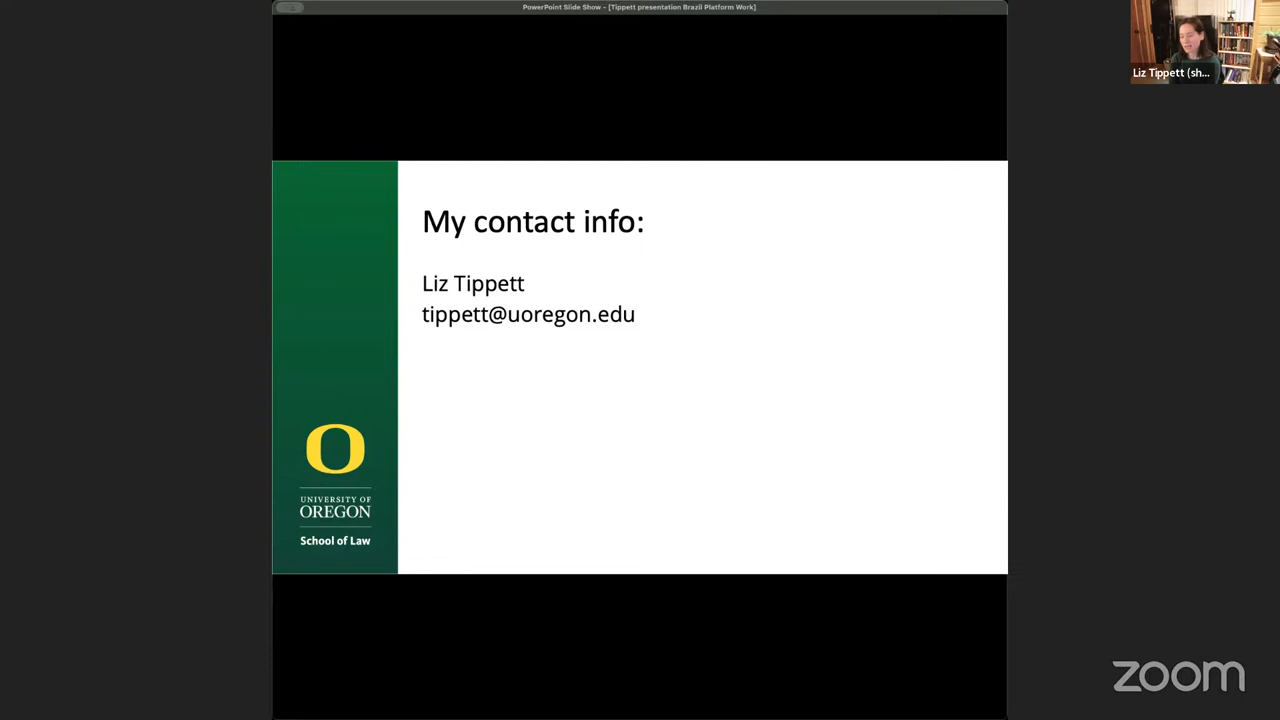 PowerPoint Slide Show - [Tippett presentation Brazil Platform Work]
Liz Tippett (sh...
My contact info:
Liz Tippett
tippett@uoregon.edu
O
UNIVERSITY OF
OREGON
School of Law
zoom